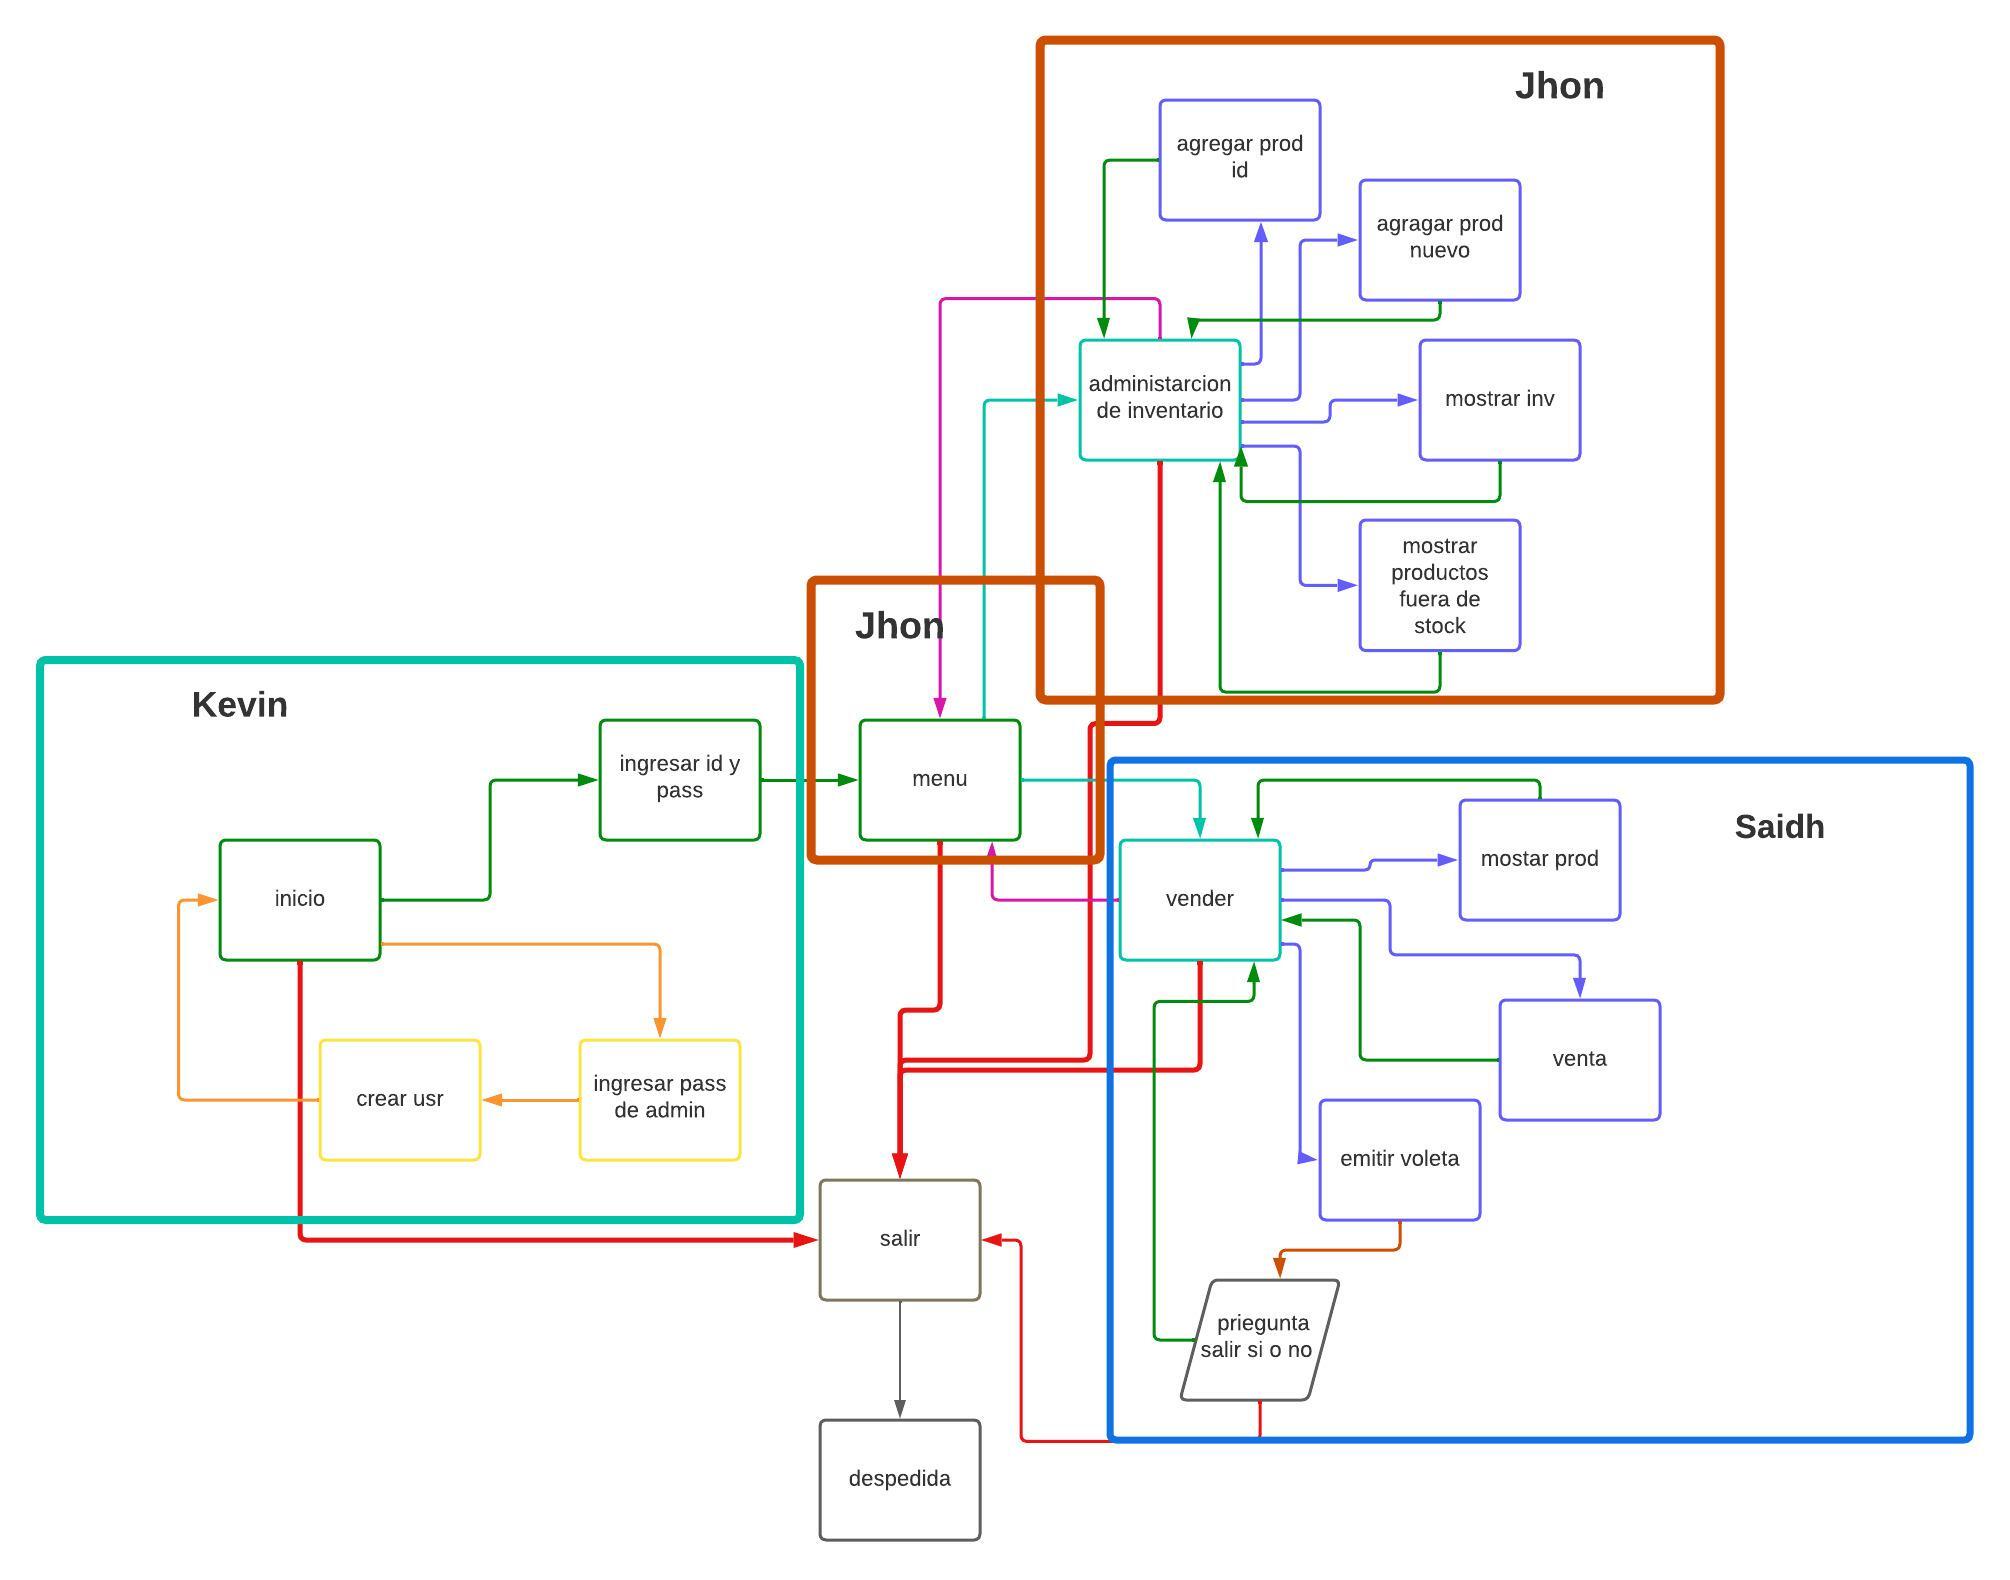 Jhon
agregar prod
id
agragar prod
nuevo
administarcion
de inventario
mostrar inv
mostrar
productos
fuera de
stock
Jhon
Kevin
ingresar id y
pass
menu
Saidh
inicio
vender
mostar prod
crear usr
ingresar pass
de admin
venta
emitir voleta
salir
priegunta
salir si o no
despedida